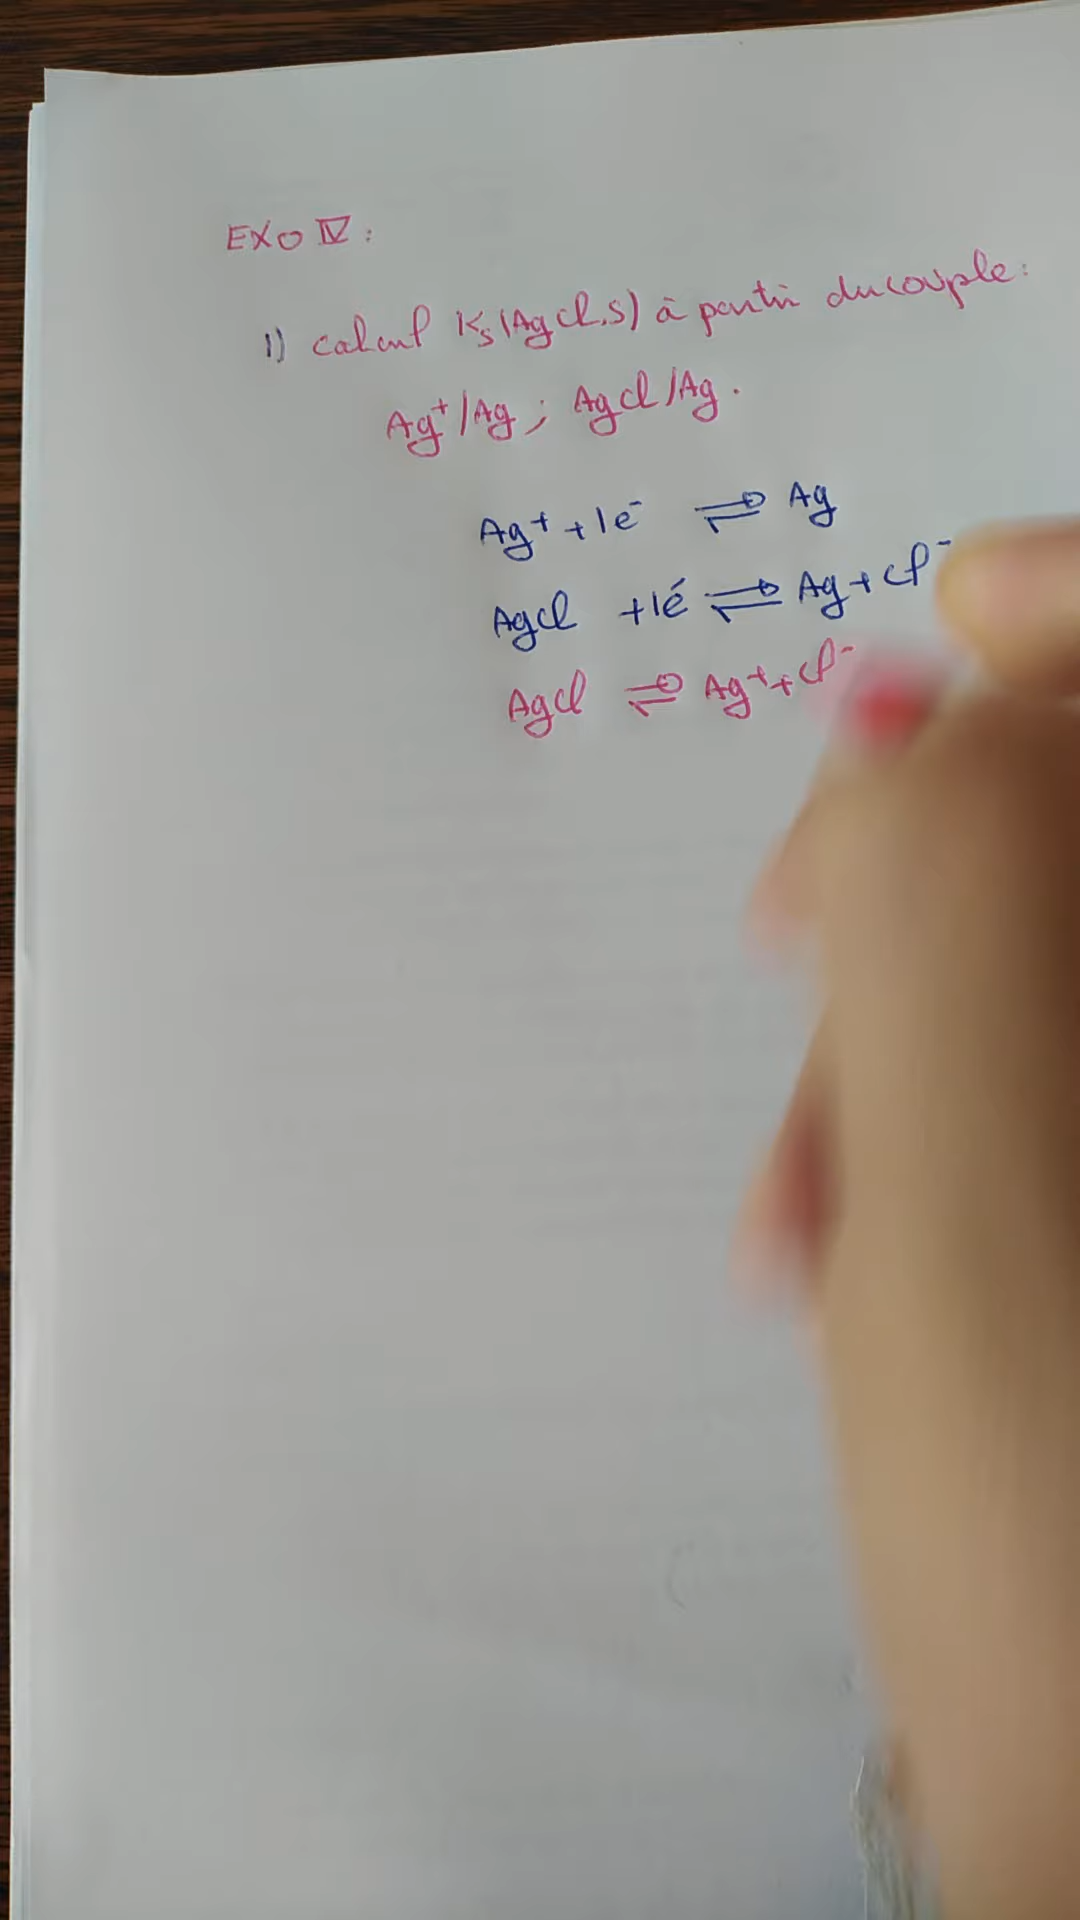 EXO IV :
1) calcul Ks(AgCl,s) à partir du couple :
Ag⁺/Ag ; AgCl/Ag .
Ag⁺ + 1e⁻ ⇌ Ag
AgCl + 1é ⇌ Ag + Cl⁻
AgCl ⇌ Ag⁺ + Cl⁻